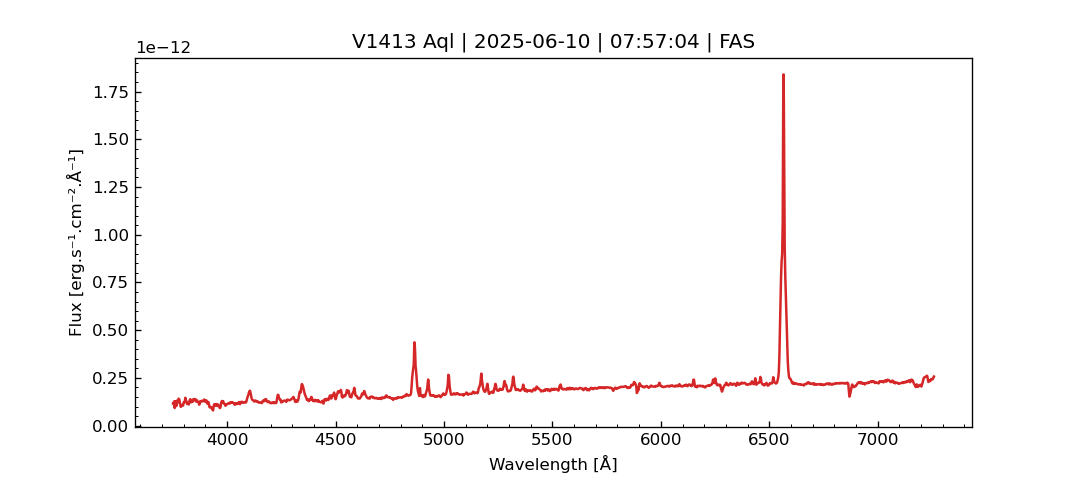 V1413 Aql | 2025-06-10 | 07:57:04 | FAS
1e−12
1.75
1.50
1.25
1.00
0.75
0.50
0.25
0.00
Flux [erg.s⁻¹.cm⁻².Å⁻¹]
4000 4500 5000 5500 6000 6500 7000
Wavelength [Å]